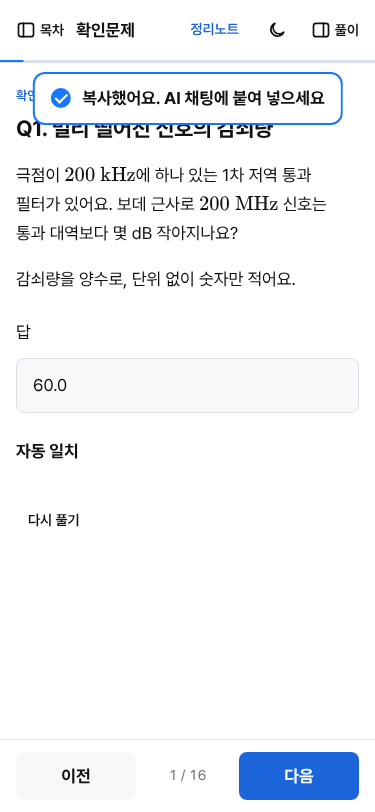 목차 확인문제 정리노트 풀이
복사했어요. AI 채팅에 붙여 넣으세요
Q1. 멀리 떨어진 신호의 감쇠량
극점이 200 kHz에 하나 있는 1차 저역 통과
필터가 있어요. 보데 근사로 200 MHz 신호는
통과 대역보다 몇 dB 작아지나요?
감쇠량을 양수로, 단위 없이 숫자만 적어요.
답
60.0
자동 일치
다시 풀기
이전 1 / 16 다음